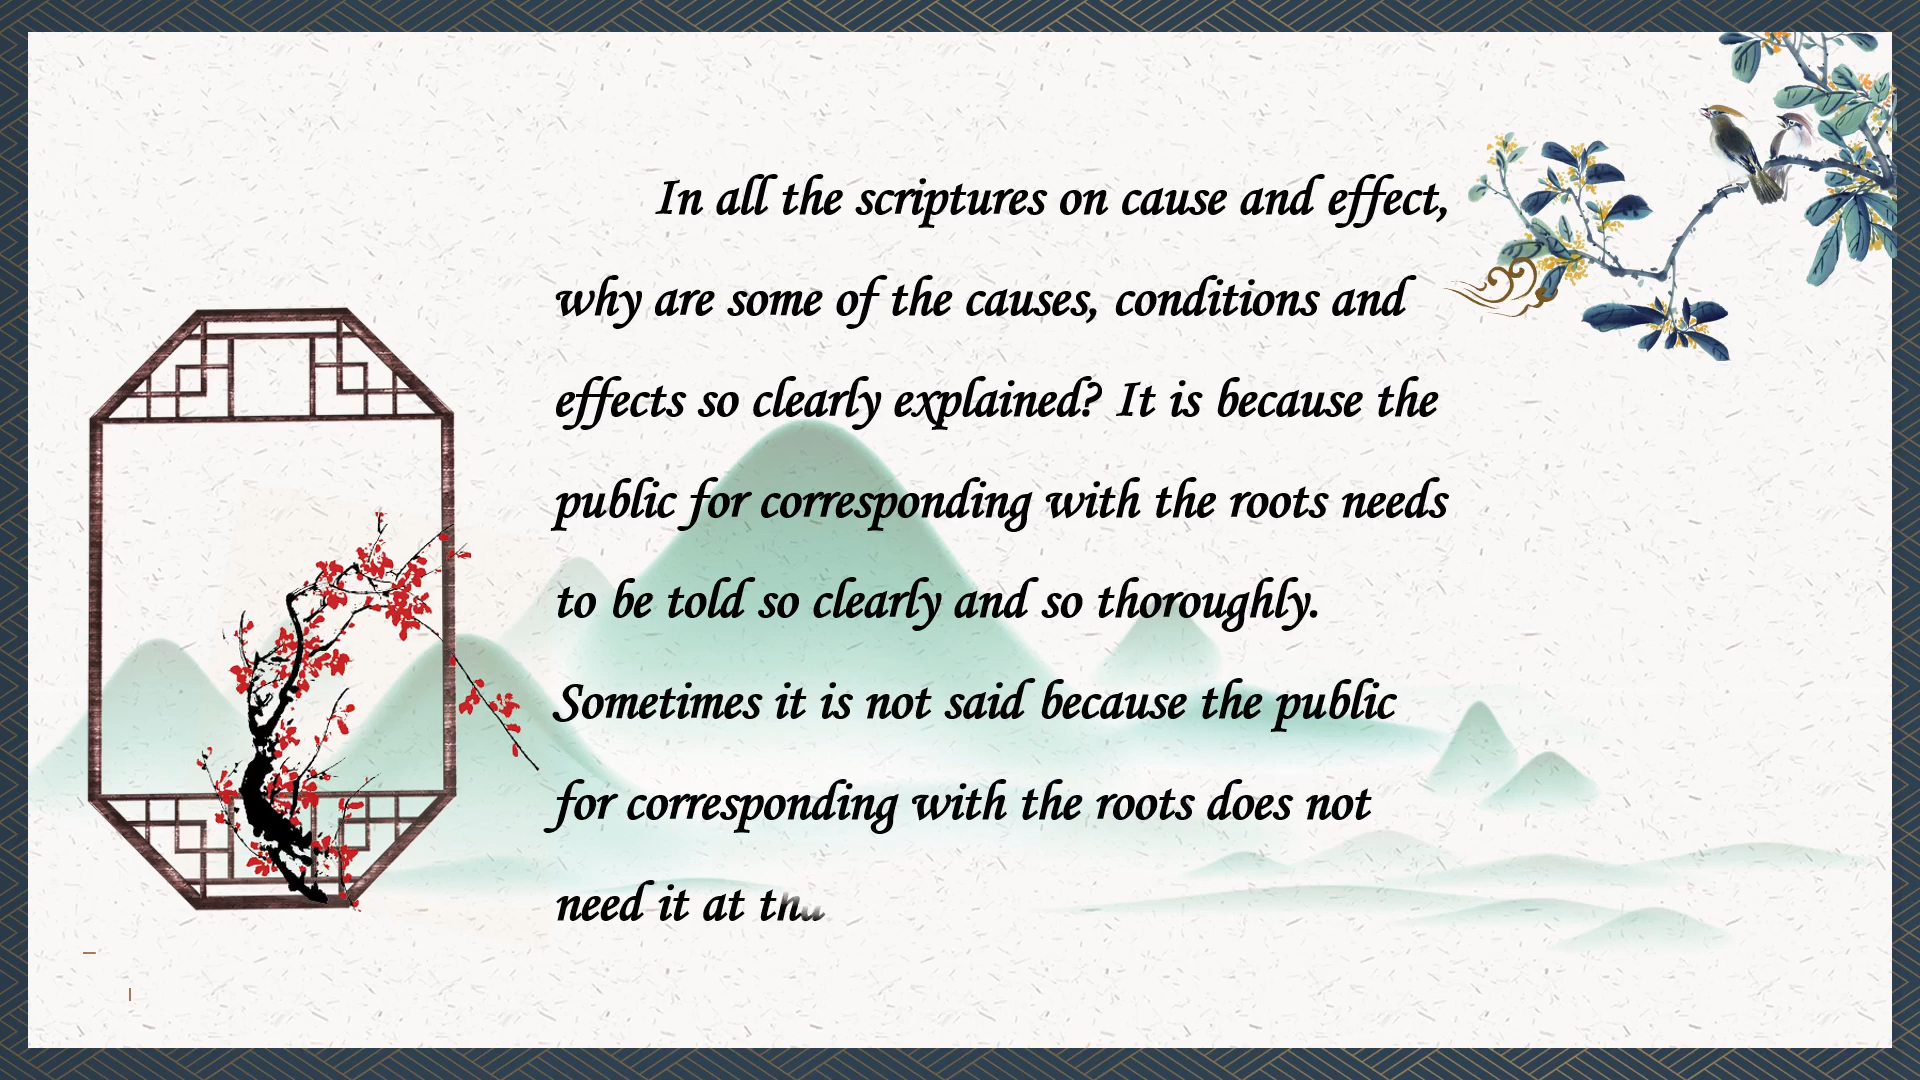 In all the scriptures on cause and effect,
why are some of the causes, conditions and
effects so clearly explained? It is because the
public for corresponding with the roots needs
to be told so clearly and so thoroughly.
Sometimes it is not said because the public
for corresponding with the roots does not
need it at